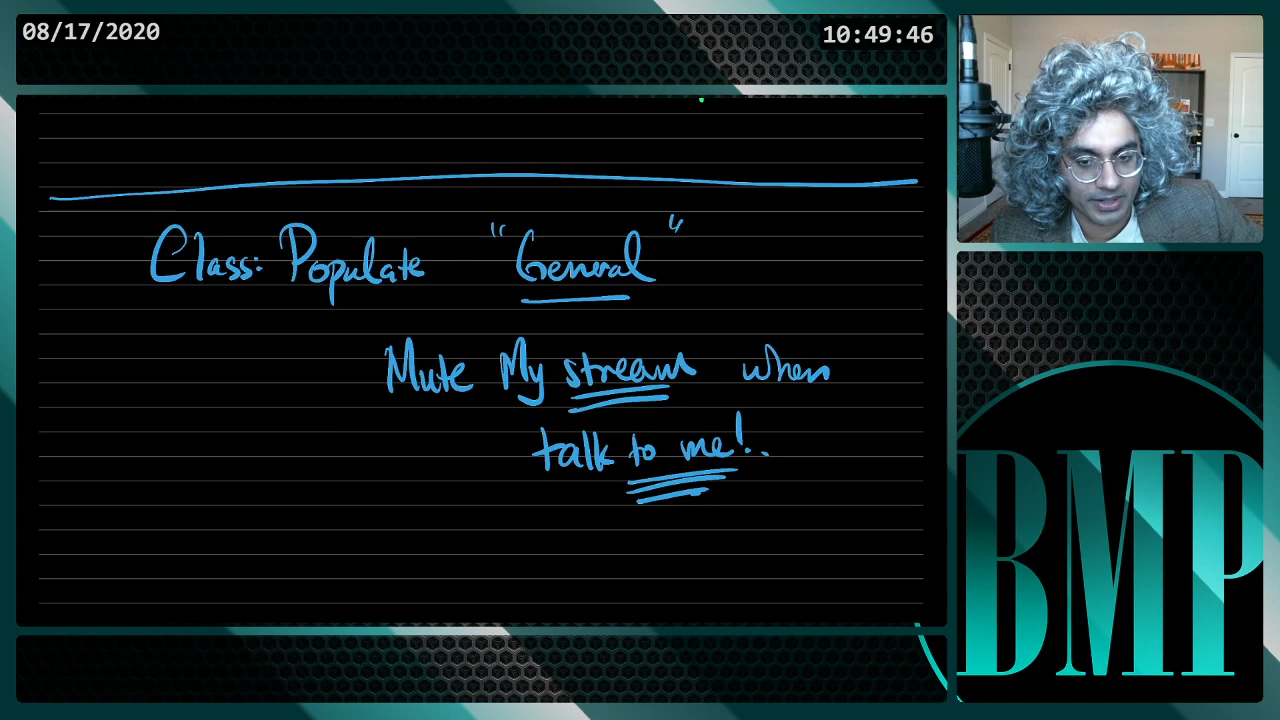 08/17/2020
10:49:46
Class: Populate "General"
Mute My stream when
talk to me!.
BMP